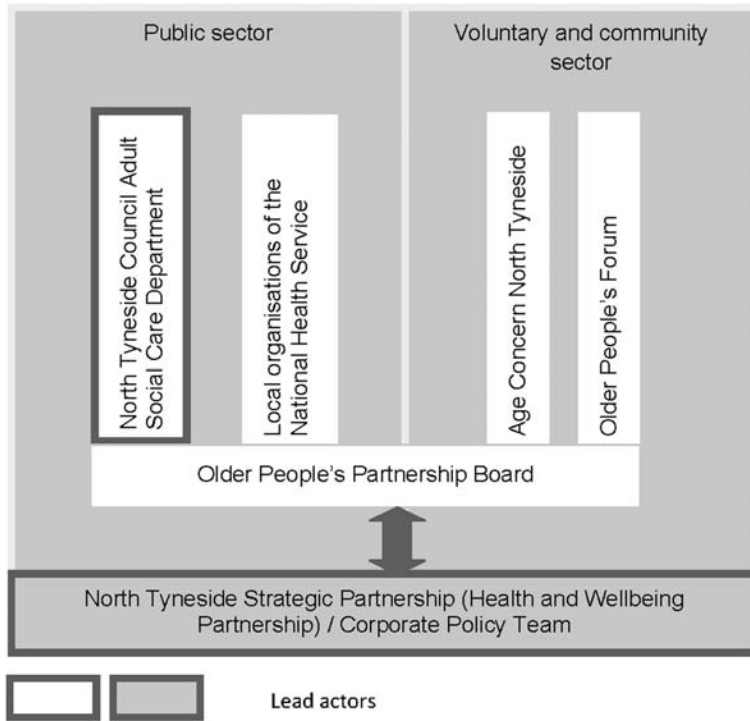 Public sector
Voluntary and community
sector
North Tyneside Council Adult
Social Care Department
Local organisations of the
National Health Service
Age Concern North Tyneside
Older People's Forum
Older People's Partnership Board
North Tyneside Strategic Partnership (Health and Wellbeing
Partnership) / Corporate Policy Team
Lead actors